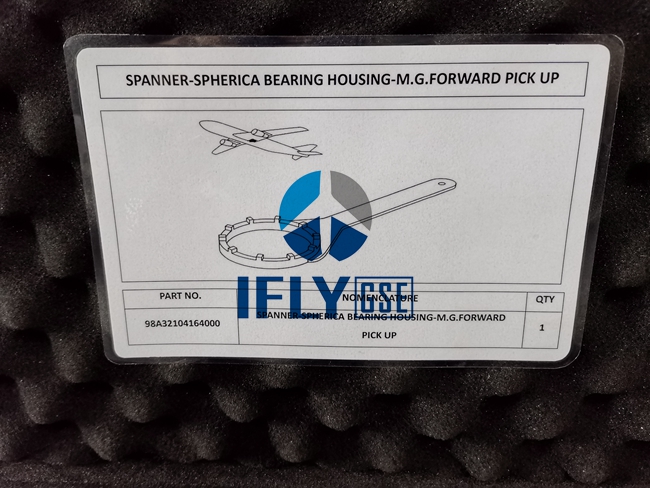 SPANNER-SPHERICA BEARING HOUSING-M.G.FORWARD PICK UP
IFLY GSE
PART NO.
NOMENCLATURE
QTY
98A32104164000
SPANNER-SPHERICA BEARING HOUSING-M.G.FORWARD
PICK UP
1